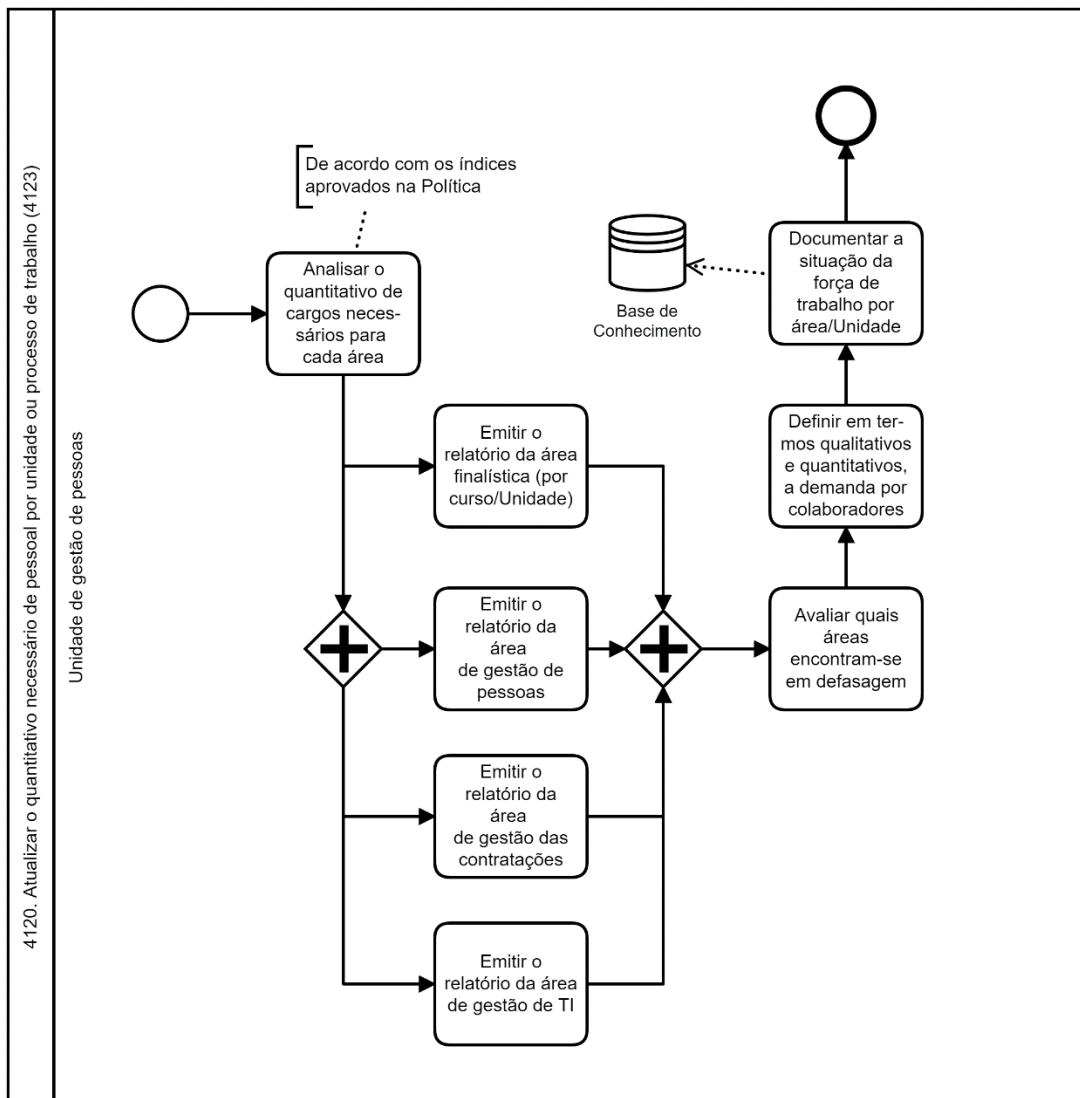 4120. Atualizar o quantitativo necessário de pessoal por unidade ou processo de trabalho (4123)
Unidade de gestão de pessoas
De acordo com os índices
aprovados na Política
Analisar o
quantitativo de
cargos neces-
sários para
cada área
Emitir o
relatório da área
finalística (por
curso/Unidade)
Emitir o
relatório da
área
de gestão de
pessoas
Emitir o
relatório da
área
de gestão das
contratações
Emitir o
relatório da área
de gestão de TI
Avaliar quais
áreas
encontram-se
em defasagem
Definir em ter-
mos qualitativos
e quantitativos,
a demanda por
colaboradores
Documentar a
situação da
força de
trabalho por
área/Unidade
Base de
Conhecimento